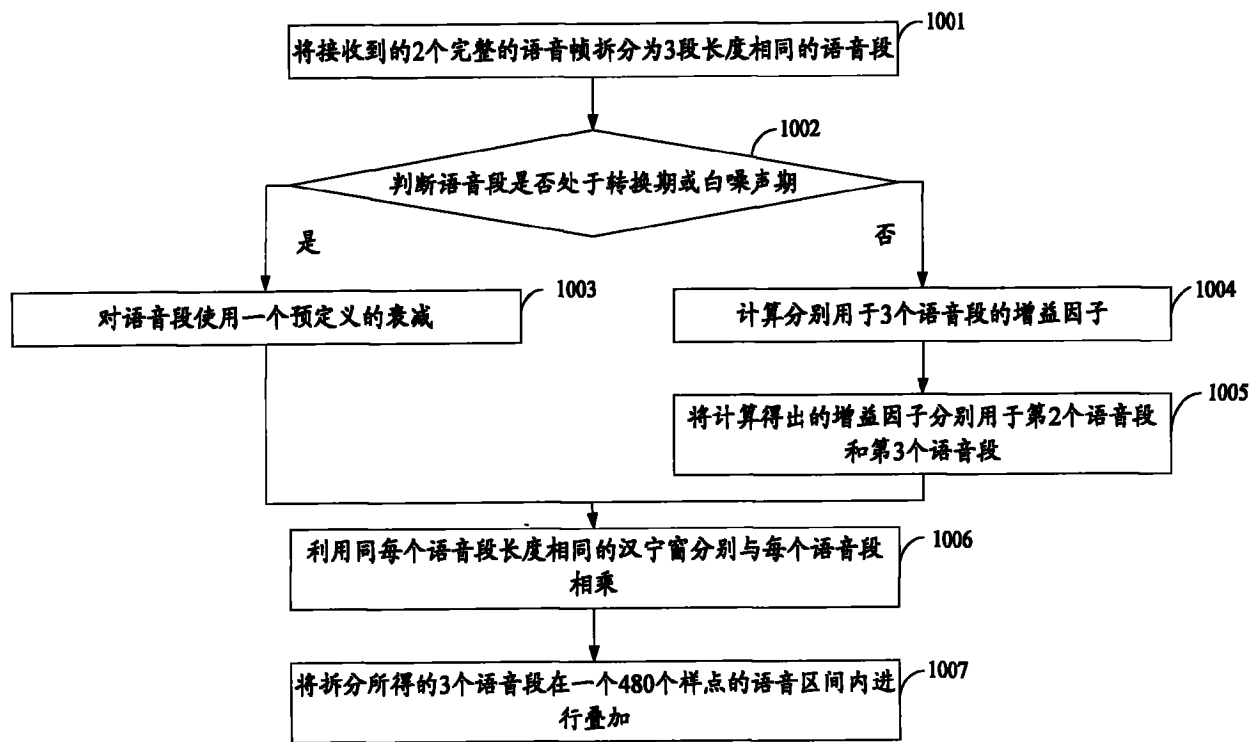 1001
将接收到的2个完整的语音帧拆分为3段长度相同的语音段
1002
判断语音段是否处于转换期或白噪声期
是
否
1003
对语音段使用一个预定义的衰减
1004
计算分别用于3个语音段的增益因子
1005
将计算得出的增益因子分别用于第2个语音段
和第3个语音段
1006
利用同每个语音段长度相同的汉宁窗分别与每个语音段
相乘
1007
将拆分所得的3个语音段在一个480个样点的语音区间内进
行叠加